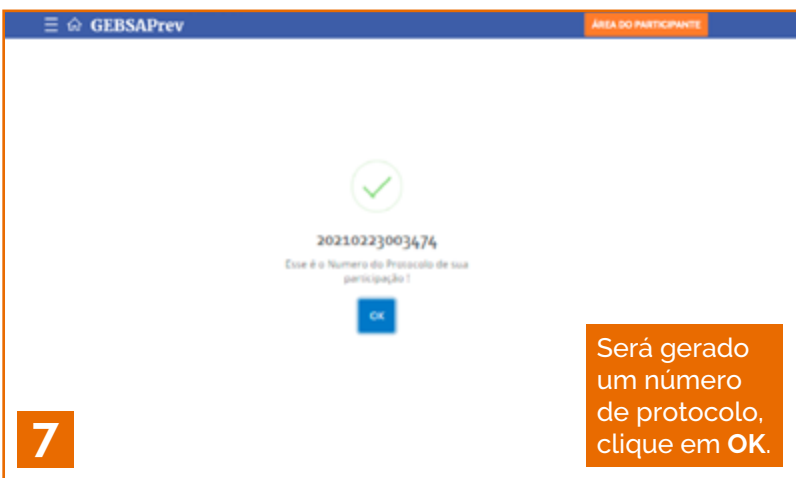 GEBSAPrev
ÁREA DO PARTICIPANTE
20210223003474
Esse é o Numero do Protocolo de sua
participação !
OK
Será gerado
um número
de protocolo,
clique em OK.
7